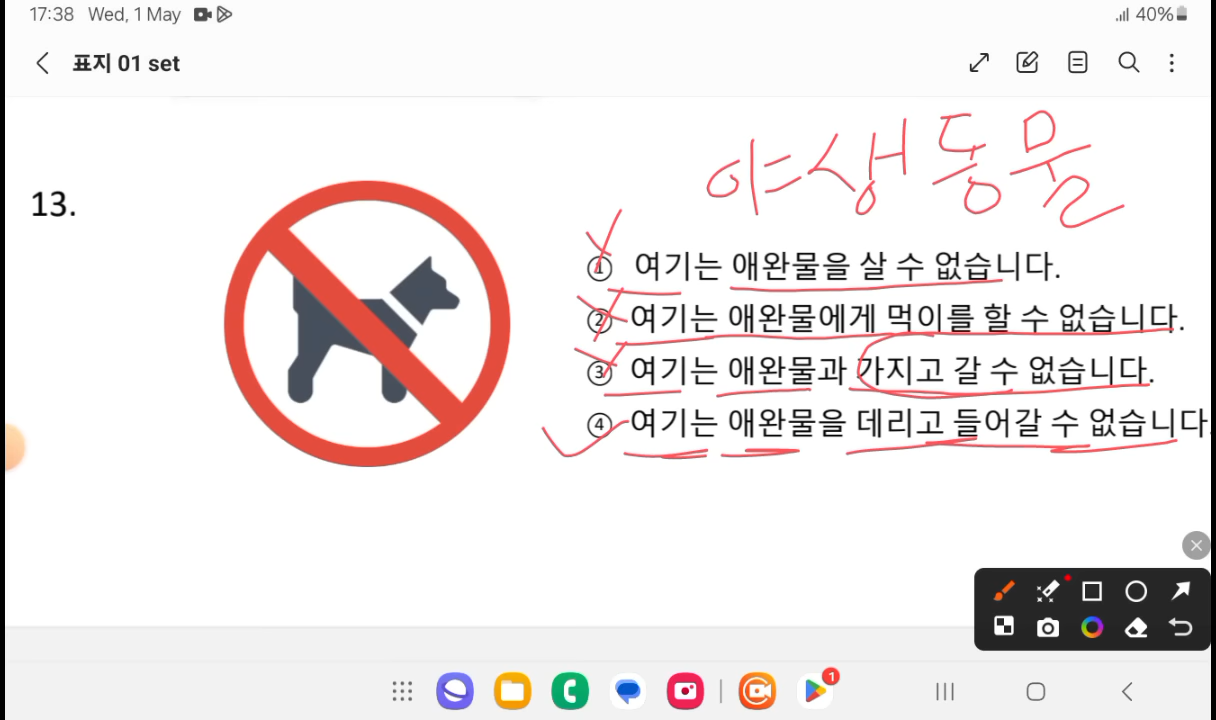 17:38 Wed, 1 May
40%
표지 01 set
야생동물
13.
① 여기는 애완물을 살 수 없습니다.
② 여기는 애완물에게 먹이를 할 수 없습니다.
③ 여기는 애완물과 가지고 갈 수 없습니다.
④ 여기는 애완물을 데리고 들어갈 수 없습니다.
1